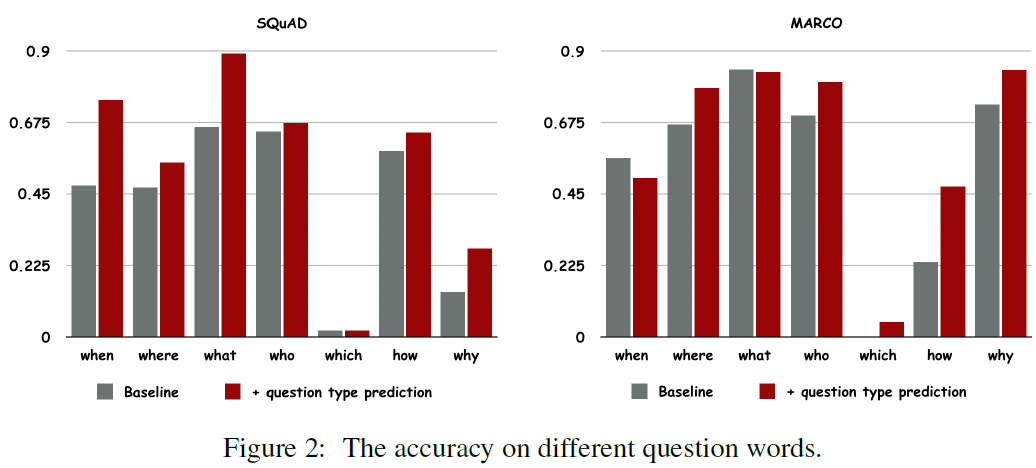 SQuAD
0.9
0.675
0.45
0.225
0
when where what who which how why
Baseline + question type prediction
MARCO
0.9
0.675
0.45
0.225
0
when where what who which how why
Baseline + question type prediction
Figure 2: The accuracy on different question words.